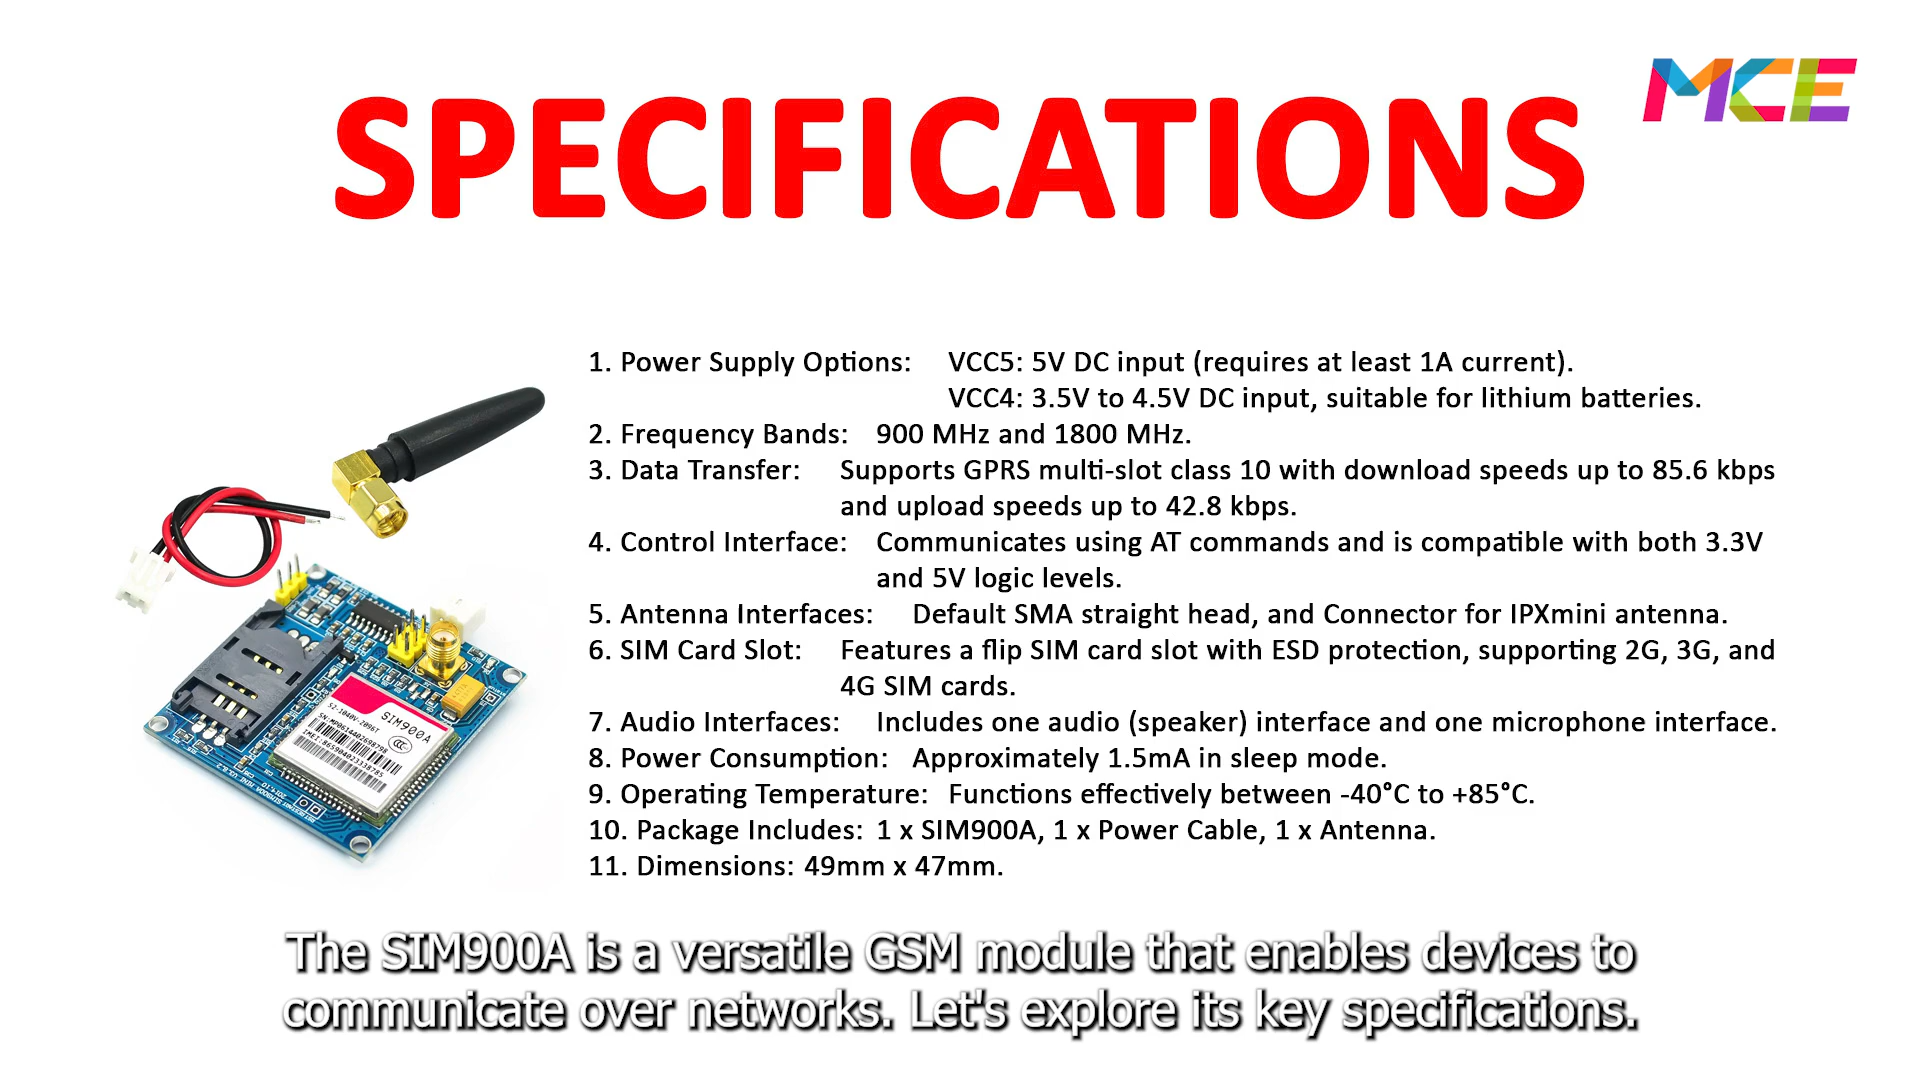 MCE
SPECIFICATIONS
1. Power Supply Options: VCC5: 5V DC input (requires at least 1A current).
VCC4: 3.5V to 4.5V DC input, suitable for lithium batteries.
2. Frequency Bands: 900 MHz and 1800 MHz.
3. Data Transfer: Supports GPRS multi-slot class 10 with download speeds up to 85.6 kbps
and upload speeds up to 42.8 kbps.
4. Control Interface: Communicates using AT commands and is compatible with both 3.3V
and 5V logic levels.
5. Antenna Interfaces: Default SMA straight head, and Connector for IPXmini antenna.
6. SIM Card Slot: Features a flip SIM card slot with ESD protection, supporting 2G, 3G, and
4G SIM cards.
7. Audio Interfaces: Includes one audio (speaker) interface and one microphone interface.
8. Power Consumption: Approximately 1.5mA in sleep mode.
9. Operating Temperature: Functions effectively between -40°C to +85°C.
10. Package Includes: 1 x SIM900A, 1 x Power Cable, 1 x Antenna.
11. Dimensions: 49mm x 47mm.
SIM900A
S2-1040V-Z096T
SN:MP0614402698798
IMEI:865904023338785
The SIM900A is a versatile GSM module that enables devices to
communicate over networks. Let's explore its key specifications.